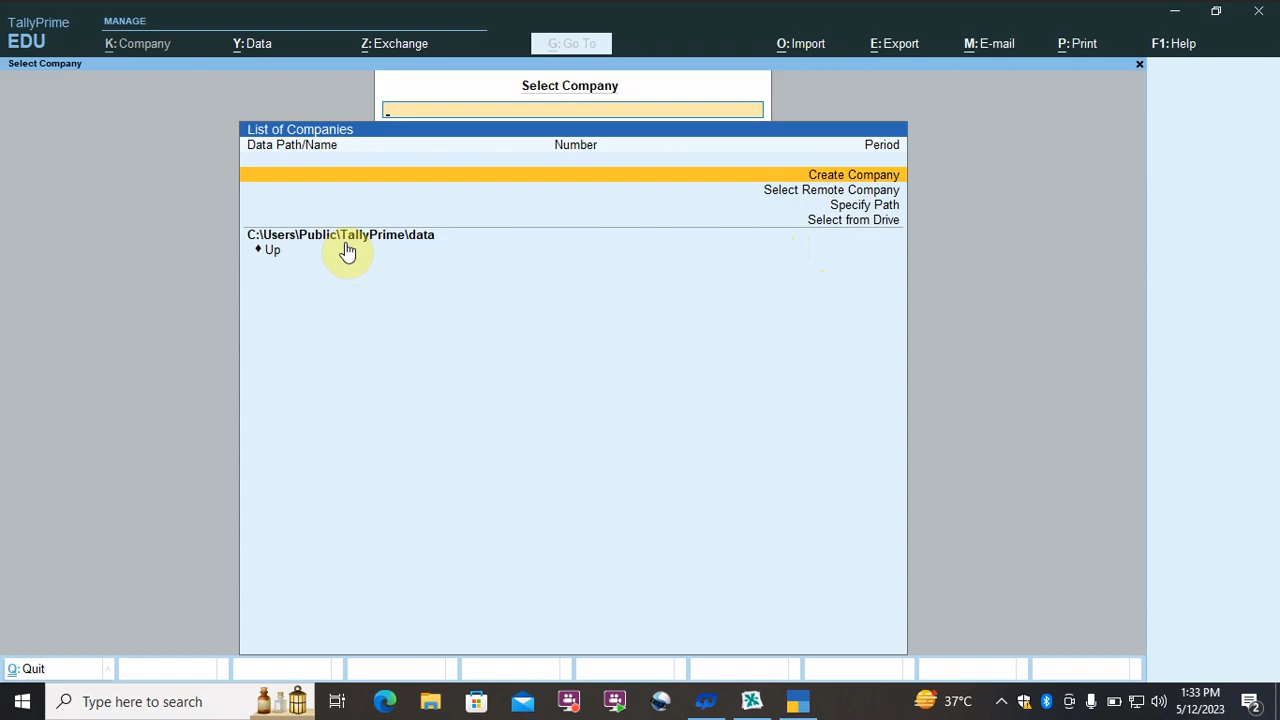 TallyPrime
MANAGE
EDU
K: Company
Y: Data
Z: Exchange
G: Go To
O: Import
E: Export
M: E-mail
P: Print
F1: Help
Select Company
×
Select Company
List of Companies
Data Path/Name Number Period
Create Company
Select Remote Company
Specify Path
Select from Drive
C:\Users\Public\TallyPrime\data
♦ Up
Q: Quit
Type here to search
37°C
1:33 PM
5/12/2023
2